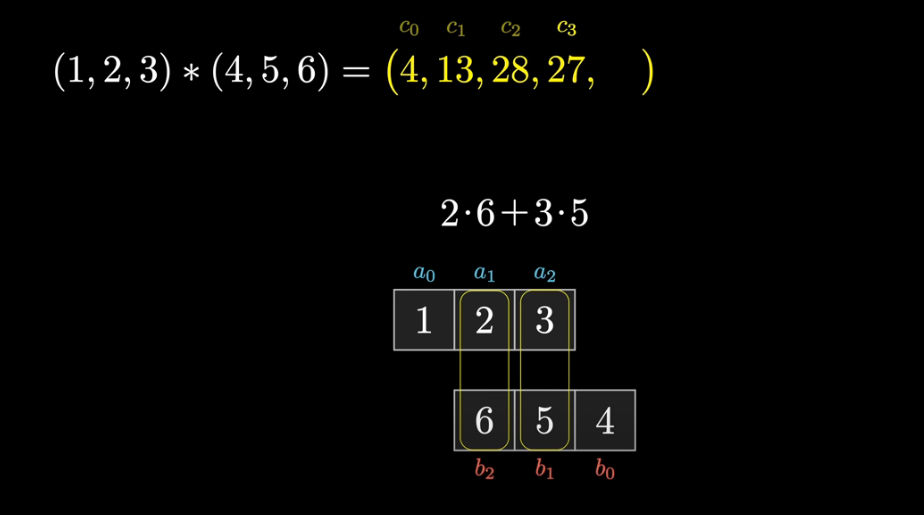 c₀ c₁ c₂ c₃
(1, 2, 3) ∗ (4, 5, 6) = (4, 13, 28, 27, )
2·6+3·5
a₀ a₁ a₂
1 2 3
6 5 4
b₂ b₁ b₀